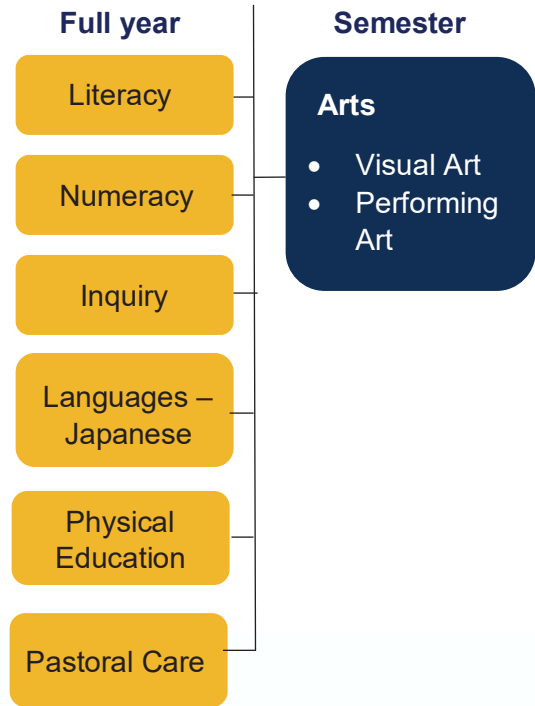 Full year
Literacy
Numeracy
Inquiry
Languages –
Japanese
Physical
Education
Pastoral Care
Semester
Arts
● Visual Art
● Performing
Art